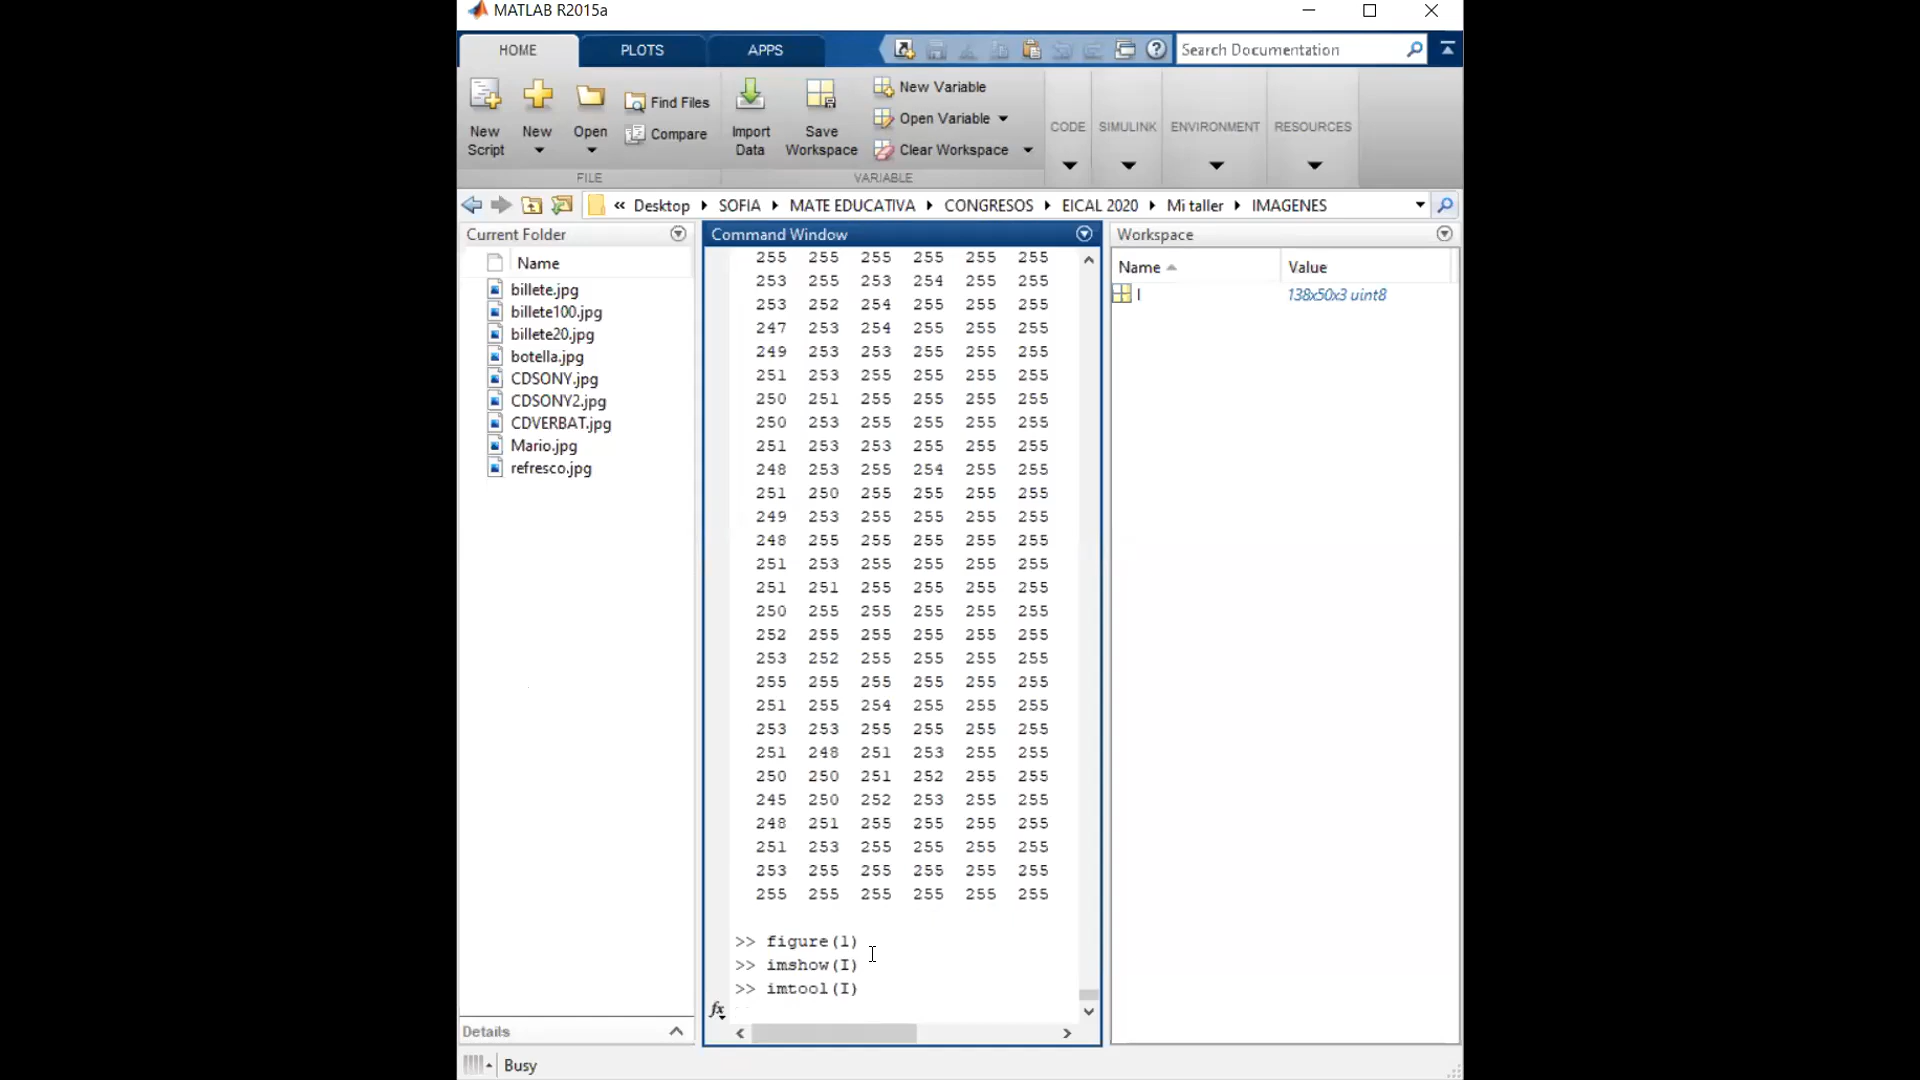 MATLAB R2015a
HOME
PLOTS
APPS
Search Documentation
New Script
New
Open
Find Files
Compare
Import Data
Save Workspace
New Variable
Open Variable
Clear Workspace
CODE
SIMULINK
ENVIRONMENT
RESOURCES
FILE
VARIABLE
« Desktop SOFIA MATE EDUCATIVA CONGRESOS EICAL 2020 Mi taller IMAGENES
Current Folder
Name
billete.jpg
billete100.jpg
billete20.jpg
botella.jpg
CDSONY.jpg
CDSONY2.jpg
CDVERBAT.jpg
Mario.jpg
refresco.jpg
Details
Command Window
255 255 255 255 255 255
253 255 253 254 255 255
253 252 254 255 255 255
247 253 254 255 255 255
249 253 253 255 255 255
251 253 255 255 255 255
250 251 255 255 255 255
250 253 255 255 255 255
251 253 253 255 255 255
248 253 255 254 255 255
251 250 255 255 255 255
249 253 255 255 255 255
248 255 255 255 255 255
251 253 255 255 255 255
251 251 255 255 255 255
250 255 255 255 255 255
252 255 255 255 255 255
253 252 255 255 255 255
255 255 255 255 255 255
251 255 254 255 255 255
253 253 255 255 255 255
251 248 251 253 255 255
250 250 251 252 255 255
245 250 252 253 255 255
248 251 255 255 255 255
251 253 255 255 255 255
253 255 255 255 255 255
255 255 255 255 255 255
>> figure(1)
>> imshow(I)
>> imtool(I)
fx
Workspace
Name Value
I 138x50x3 uint8
Busy